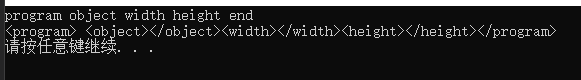 program object width height end
<program> <object></object><width></width><height></height></program>
请按任意键继续. . .